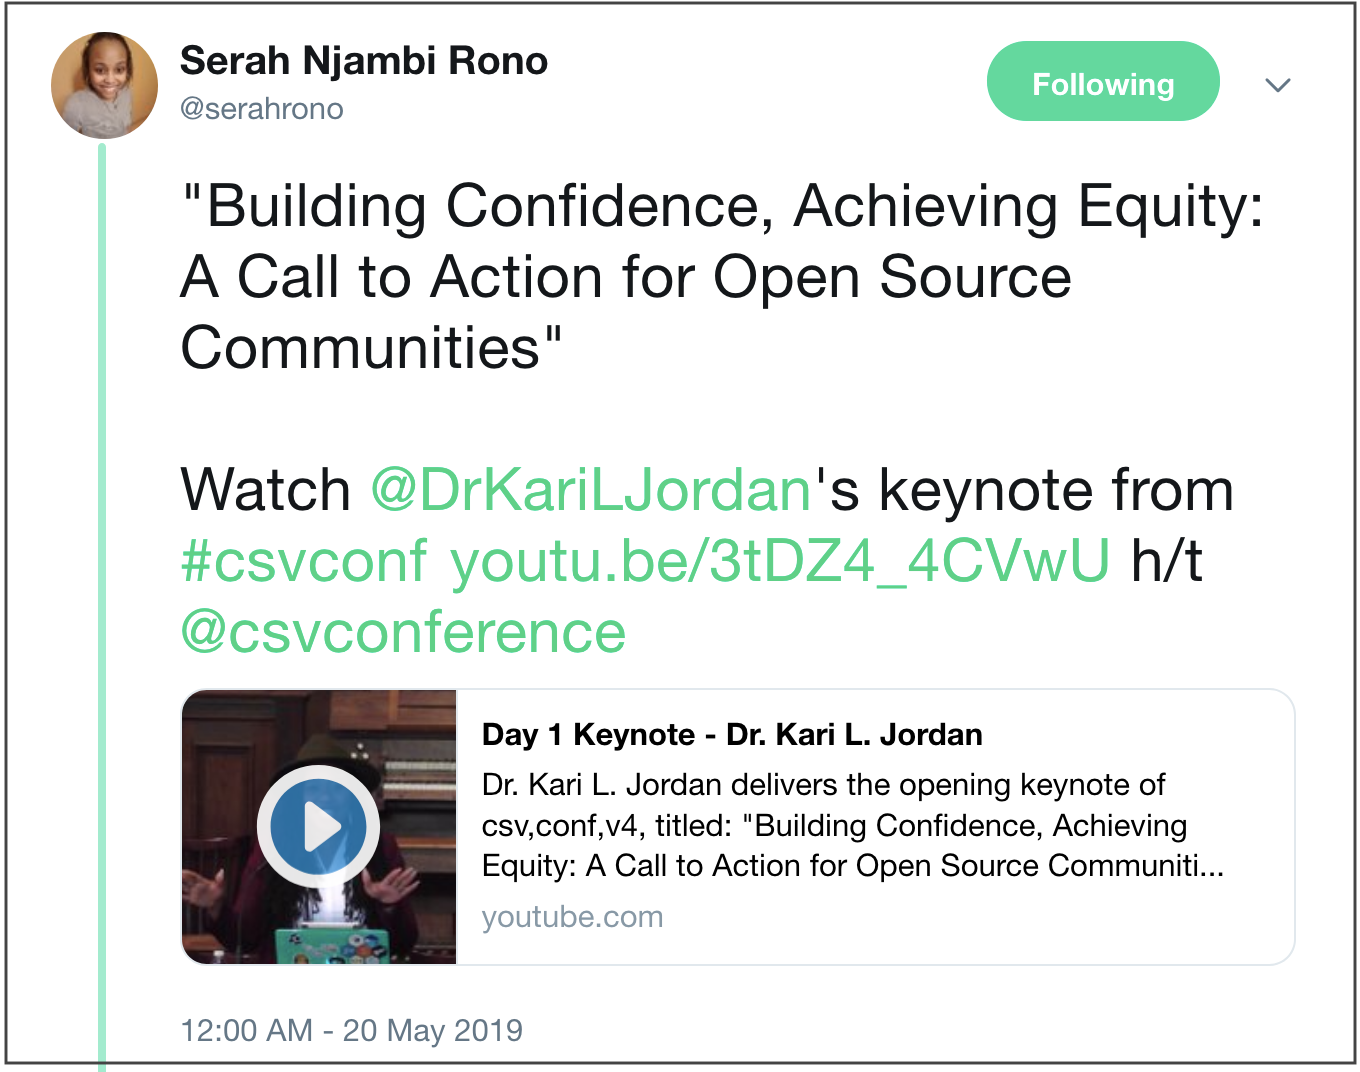 Serah Njambi Rono
@serahrono
Following
"Building Confidence, Achieving Equity:
A Call to Action for Open Source
Communities"
Watch @DrKariLJordan's keynote from
#csvconf youtu.be/3tDZ4_4CVwU h/t
@csvconference
Day 1 Keynote - Dr. Kari L. Jordan
Dr. Kari L. Jordan delivers the opening keynote of
csv,conf,v4, titled: "Building Confidence, Achieving
Equity: A Call to Action for Open Source Communiti...
youtube.com
12:00 AM - 20 May 2019